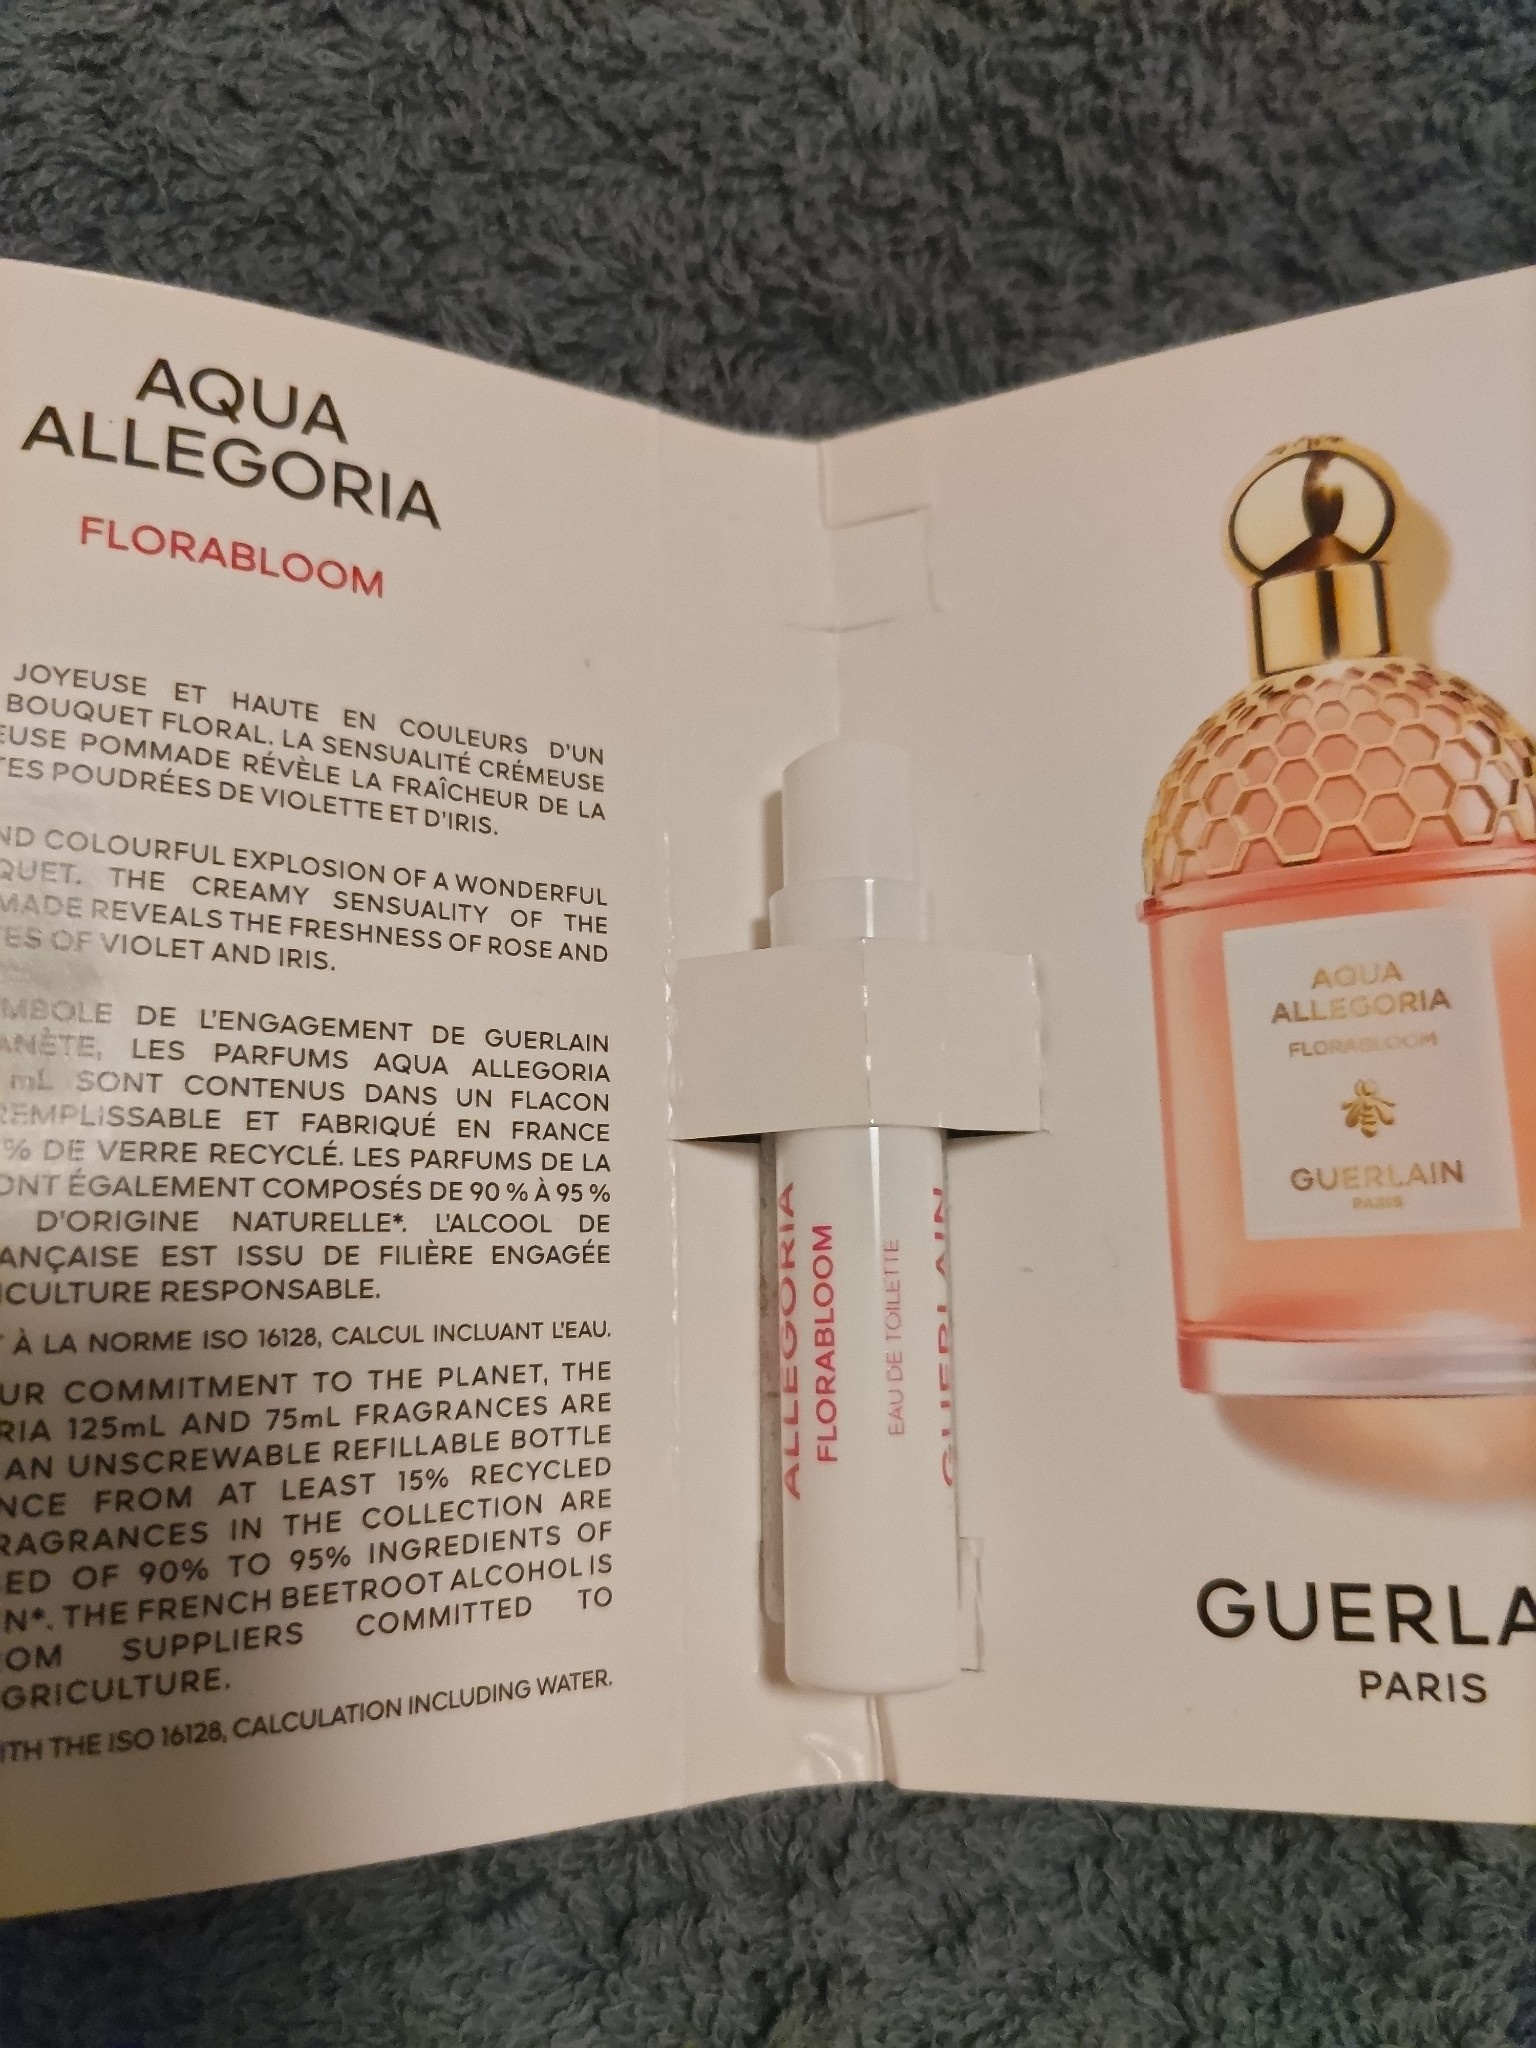 AQUA
ALLEGORIA
FLORABLOOM
JOYEUSE ET HAUTE EN COULEURS D'UN
BOUQUET FLORAL. LA SENSUALITÉ CRÉMEUSE
EUSE POMMADE RÉVÈLE LA FRAÎCHEUR DE LA
TES POUDRÉES DE VIOLETTE ET D'IRIS.
ND COLOURFUL EXPLOSION OF A WONDERFUL
QUET. THE CREAMY SENSUALITY OF THE
MADE REVEALS THE FRESHNESS OF ROSE AND
TES OF VIOLET AND IRIS.
MBOLE DE L'ENGAGEMENT DE GUERLAIN
ANÈTE, LES PARFUMS AQUA ALLEGORIA
mL SONT CONTENUS DANS UN FLACON
REMPLISSABLE ET FABRIQUÉ EN FRANCE
% DE VERRE RECYCLÉ. LES PARFUMS DE LA
ONT ÉGALEMENT COMPOSÉS DE 90 % À 95 %
D'ORIGINE NATURELLE*. L'ALCOOL DE
ANÇAISE EST ISSU DE FILIÈRE ENGAGÉE
ICULTURE RESPONSABLE.
À LA NORME ISO 16128, CALCUL INCLUANT L'EAU.
UR COMMITMENT TO THE PLANET, THE
RIA 125mL AND 75mL FRAGRANCES ARE
AN UNSCREWABLE REFILLABLE BOTTLE
NCE FROM AT LEAST 15% RECYCLED
RAGRANCES IN THE COLLECTION ARE
ED OF 90% TO 95% INGREDIENTS OF
N*. THE FRENCH BEETROOT ALCOHOL IS
OM SUPPLIERS COMMITTED TO
GRICULTURE.
ITH THE ISO 16128, CALCULATION INCLUDING WATER.
ALLEGORIA
FLORABLOOM
EAU DE TOILETTE
GUERLAIN
AQUA
ALLEGORIA
FLORABLOOM
GUERLAIN
PARIS
GUERLA
PARIS